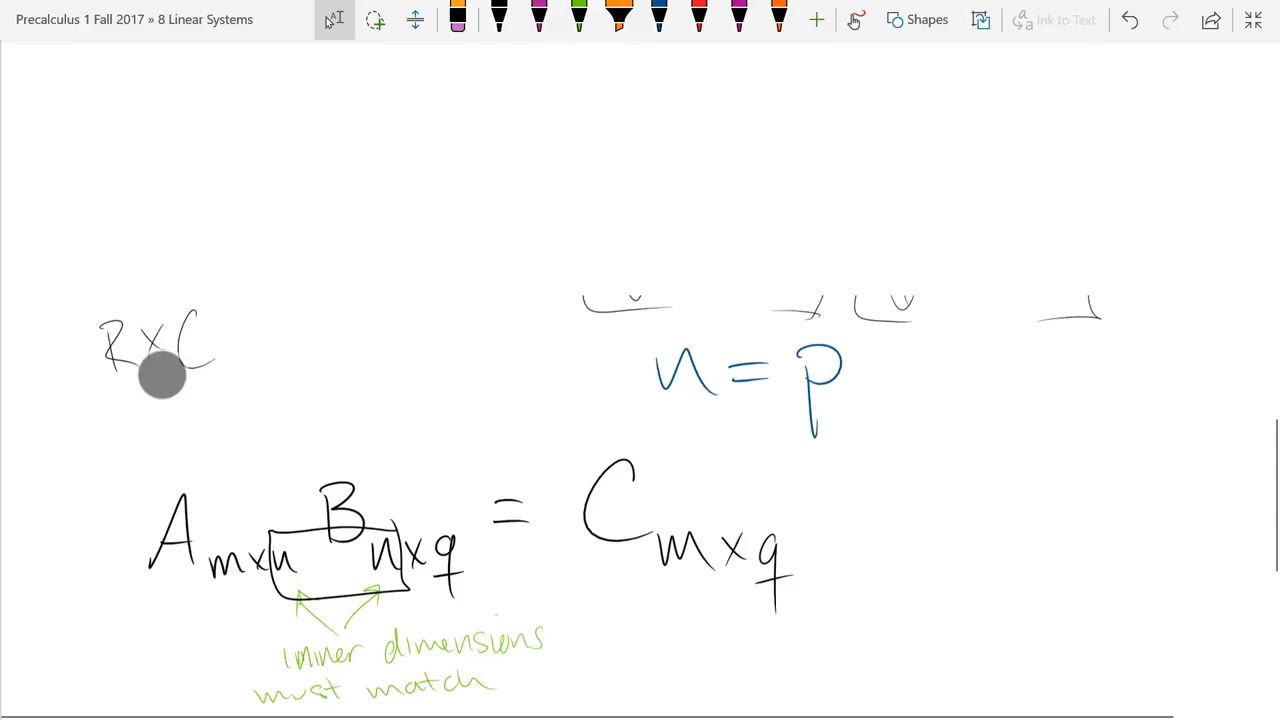 Precalculus 1 Fall 2017 » 8 Linear Systems
Shapes
Ink to Text
R x C
n = p
A m x n B n x q = C m x q
inner dimensions
must match